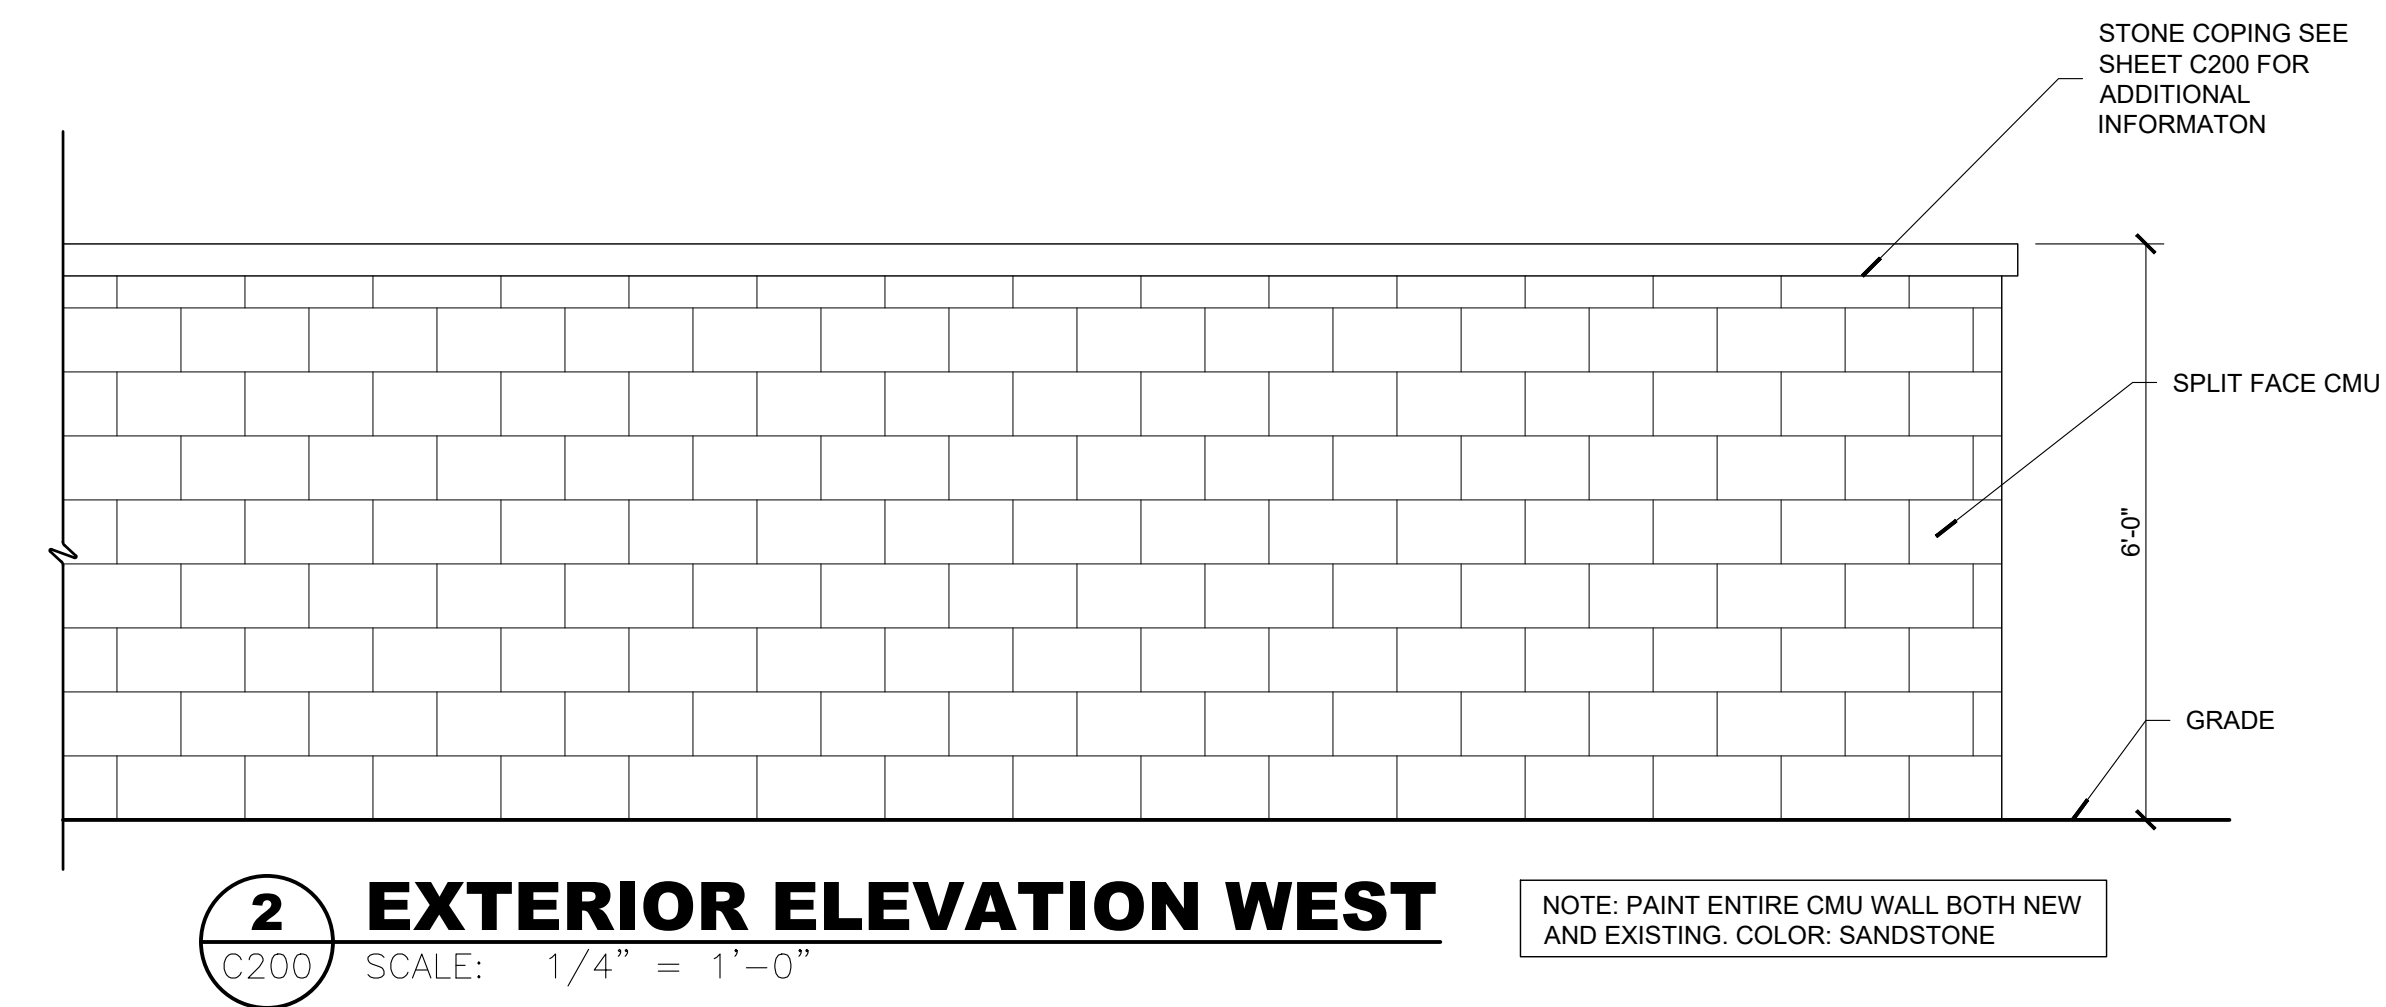 STONE COPING SEE
SHEET C200 FOR
ADDITIONAL
INFORMATON
SPLIT FACE CMU
6'-0"
GRADE
2
C200
EXTERIOR ELEVATION WEST
SCALE: 1/4” = 1’-0”
NOTE: PAINT ENTIRE CMU WALL BOTH NEW
AND EXISTING. COLOR: SANDSTONE